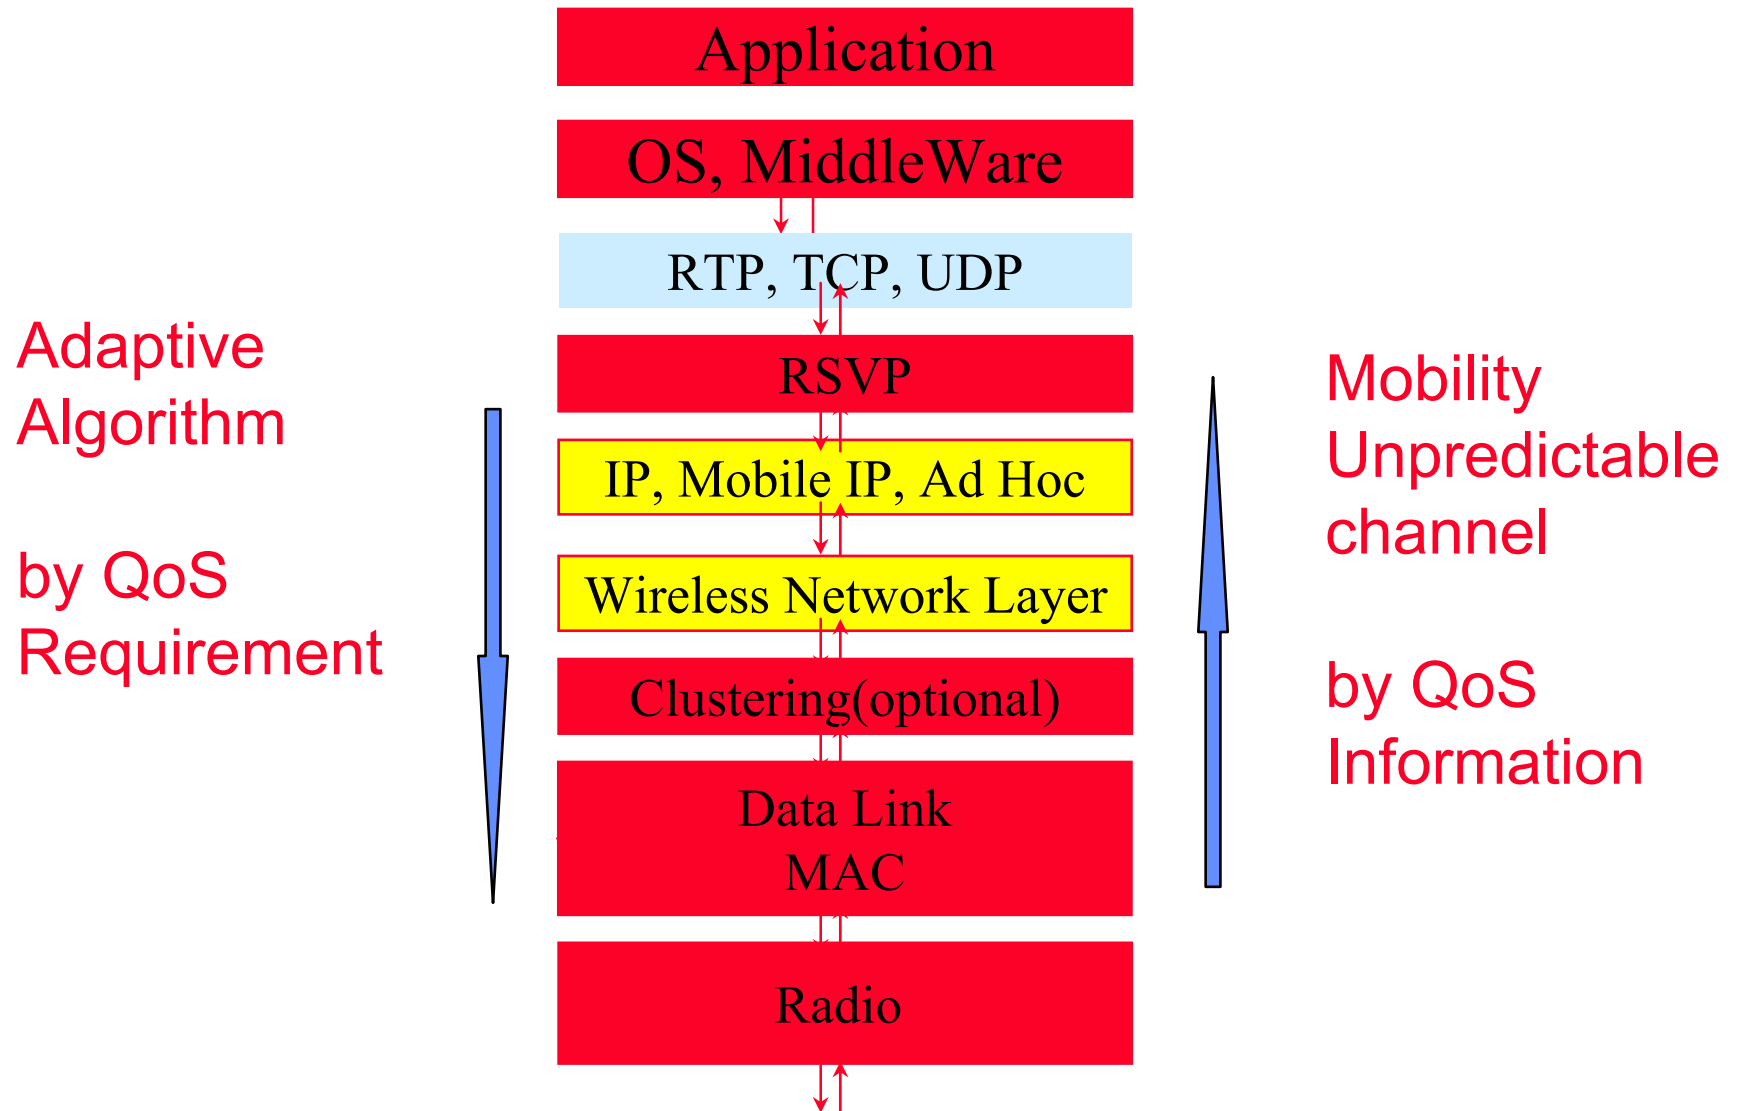 Application
OS, MiddleWare
RTP, TCP, UDP
RSVP
IP, Mobile IP, Ad Hoc
Wireless Network Layer
Clustering(optional)
Data Link
MAC
Radio
Adaptive
Algorithm
by QoS
Requirement
Mobility
Unpredictable
channel
by QoS
Information